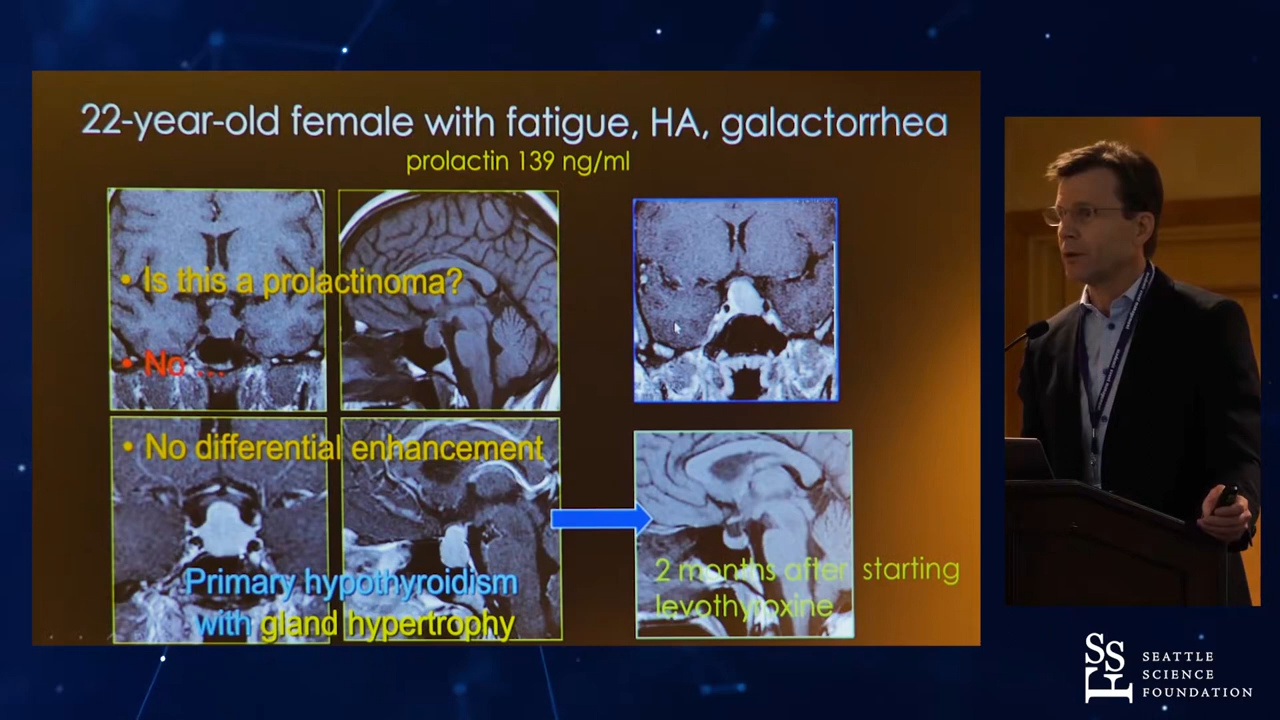 22-year-old female with fatigue, HA, galactorrhea
prolactin 139 ng/ml
• Is this a prolactinoma?
• No ...
• No differential enhancement
Primary hypothyroidism
with gland hypertrophy
2 months after starting
levothyroxine
SSF
SEATTLE
SCIENCE
FOUNDATION